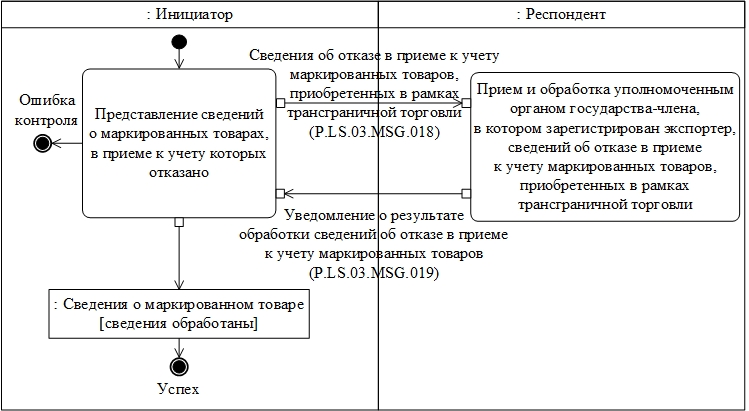 : Инициатор
: Респондент
Сведения об отказе в приеме к учету
маркированных товаров,
приобретенных в рамках
трансграничной торговли
(P.LS.03.MSG.018)
Ошибка
контроля
Представление сведений
о маркированных товарах,
в приеме к учету которых
отказано
Прием и обработка уполномоченным
органом государства-члена,
в котором зарегистрирован экспортер,
сведений об отказе в приеме
к учету маркированных товаров,
приобретенных в рамках
трансграничной торговли
Уведомление о результате
обработки сведений об отказе в приеме
к учету маркированных товаров
(P.LS.03.MSG.019)
: Сведения о маркированном товаре
[сведения обработаны]
Успех